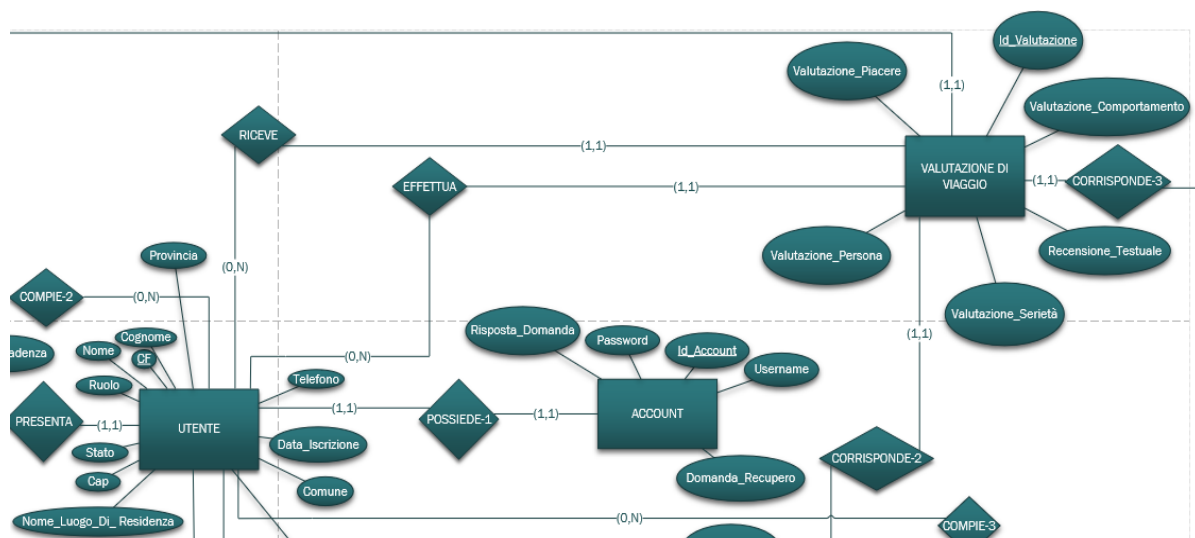 Id_Valutazione
Valutazione_Piacere
(1,1)
Valutazione_Comportamento
RICEVE
(1,1)
VALUTAZIONE DI
VIAGGIO
EFFETTUA
(1,1)
(1,1)
CORRISPONDE-3
Provincia
(0,N)
Valutazione_Persona
Recensione_Testuale
COMPIE-2
(0,N)
Valutazione_Serietà
Risposta_Domanda
Password
(1,1)
Cognome
Nome
CF
adenza
(0,N)
Id_Account
Username
Ruolo
Telefono
PRESENTA
(1,1)
UTENTE
(1,1)
POSSIEDE-1
(1,1)
ACCOUNT
Stato
Data_Iscrizione
CORRISPONDE-2
Cap
Comune
Domanda_Recupero
Nome_Luogo_Di_ Residenza
(0,N)
COMPIE-3